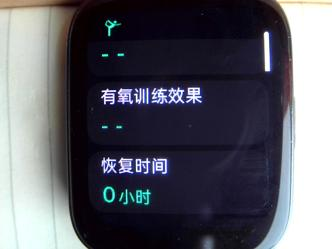 --
有氧训练效果
--
恢复时间
0小时